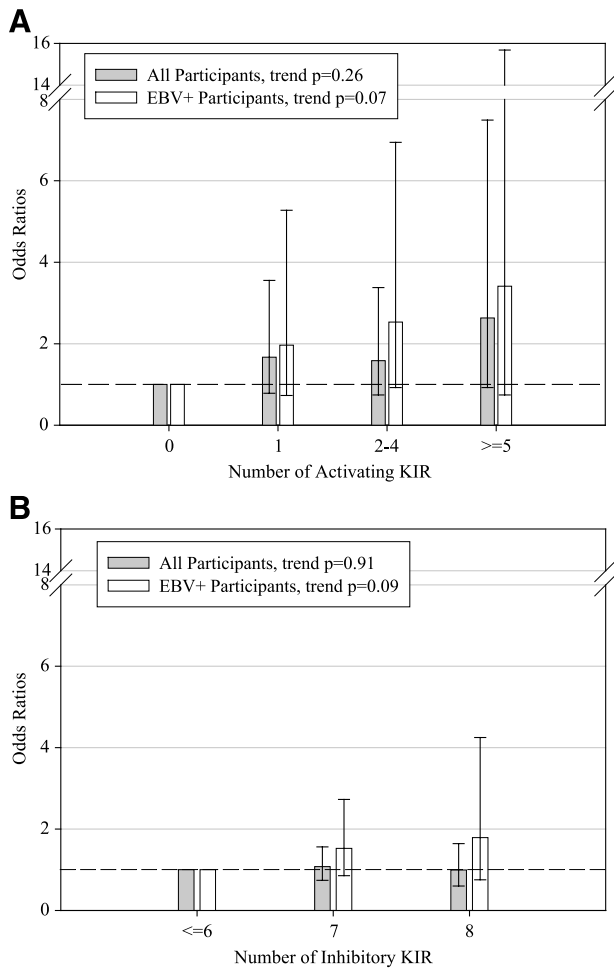 A
16
14
8
6
4
2
0
Odds Ratios
All Participants, trend p=0.26
EBV+ Participants, trend p=0.07
0 1 2-4 >=5
Number of Activating KIR
B
16
14
8
6
4
2
0
Odds Ratios
All Participants, trend p=0.91
EBV+ Participants, trend p=0.09
<=6 7 8
Number of Inhibitory KIR